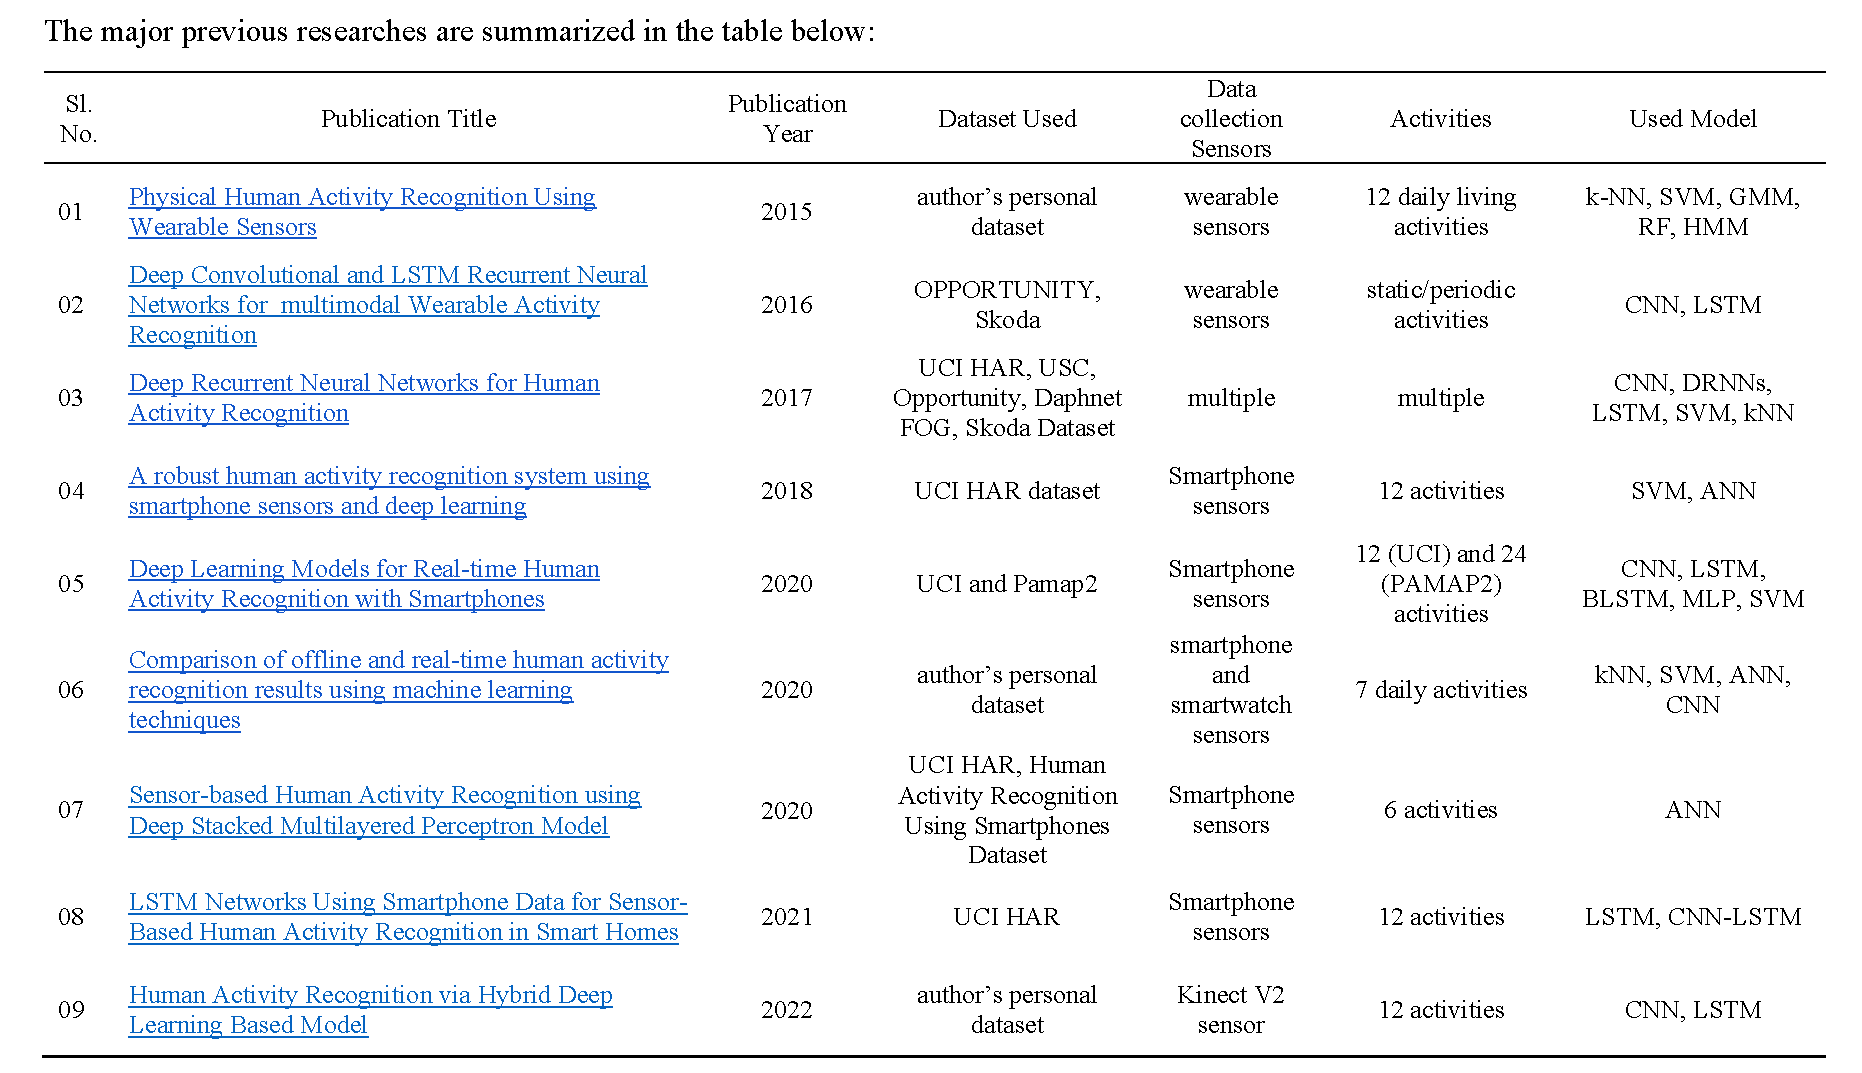 The major previous researches are summarized in the table below:
Sl. No. | Publication Title | Publication Year | Dataset Used | Data collection Sensors | Activities | Used Model
01 | Physical Human Activity Recognition Using Wearable Sensors | 2015 | author’s personal dataset | wearable sensors | 12 daily living activities | k-NN, SVM, GMM, RF, HMM
02 | Deep Convolutional and LSTM Recurrent Neural Networks for  multimodal Wearable Activity Recognition | 2016 | OPPORTUNITY, Skoda | wearable sensors | static/periodic activities | CNN, LSTM
03 | Deep Recurrent Neural Networks for Human Activity Recognition | 2017 | UCI HAR, USC, Opportunity, Daphnet FOG, Skoda Dataset | multiple | multiple | CNN, DRNNs, LSTM, SVM, kNN
04 | A robust human activity recognition system using smartphone sensors and deep learning | 2018 | UCI HAR dataset | Smartphone sensors | 12 activities | SVM, ANN
05 | Deep Learning Models for Real-time Human Activity Recognition with Smartphones | 2020 | UCI and Pamap2 | Smartphone sensors | 12 (UCI) and 24 (PAMAP2) activities | CNN, LSTM, BLSTM, MLP, SVM
06 | Comparison of offline and real-time human activity recognition results using machine learning techniques | 2020 | author’s personal dataset | smartphone and smartwatch sensors | 7 daily activities | kNN, SVM, ANN, CNN
07 | Sensor-based Human Activity Recognition using Deep Stacked Multilayered Perceptron Model | 2020 | UCI HAR, Human Activity Recognition Using Smartphones Dataset | Smartphone sensors | 6 activities | ANN
08 | LSTM Networks Using Smartphone Data for Sensor-Based Human Activity Recognition in Smart Homes | 2021 | UCI HAR | Smartphone sensors | 12 activities | LSTM, CNN-LSTM
09 | Human Activity Recognition via Hybrid Deep Learning Based Model | 2022 | author’s personal dataset | Kinect V2 sensor | 12 activities | CNN, LSTM